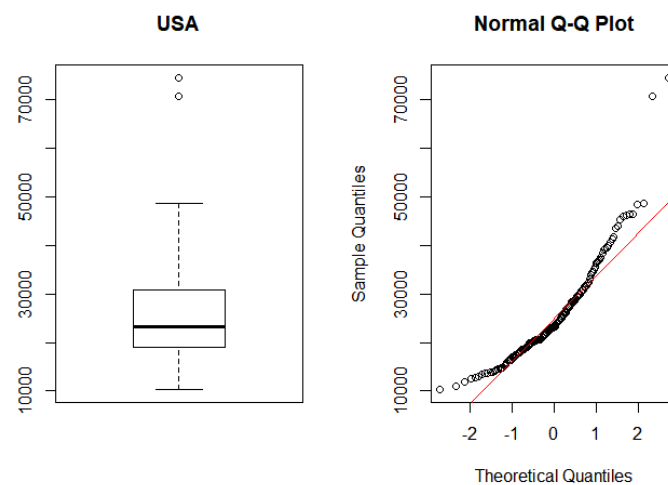 USA
70000
50000
30000
10000
Normal Q-Q Plot
Sample Quantiles
70000
50000
30000
10000
-2 -1 0 1 2
Theoretical Quantiles